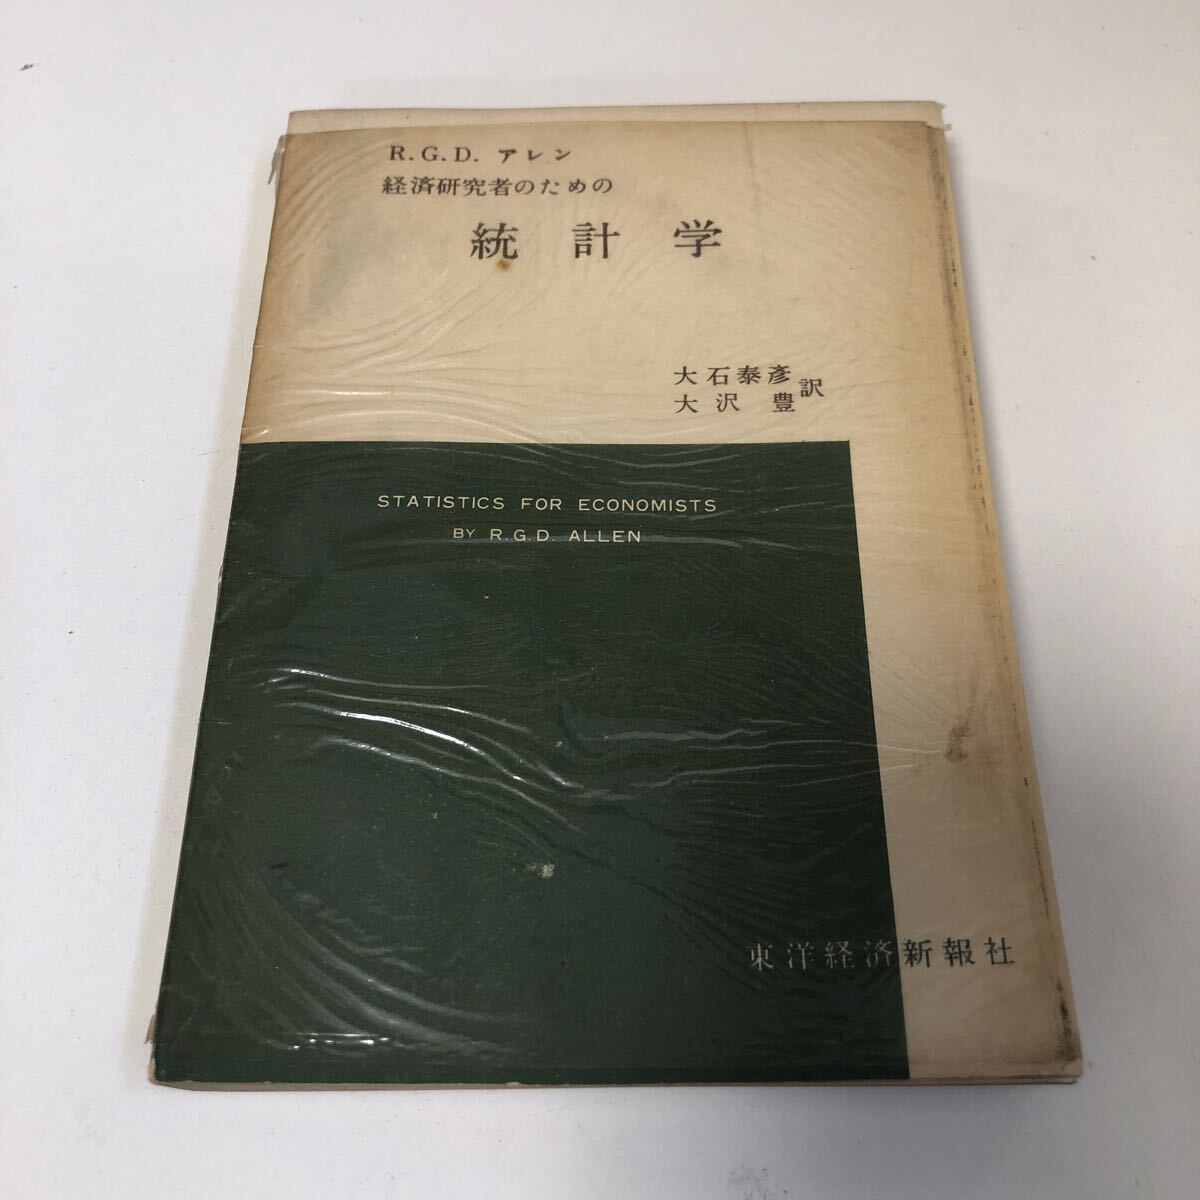 R.G.D. アレン
経済研究者のための
統計学
大石泰彦
大沢 豊
訳
STATISTICS FOR ECONOMISTS
BY R.G.D. ALLEN
東洋経済新報社